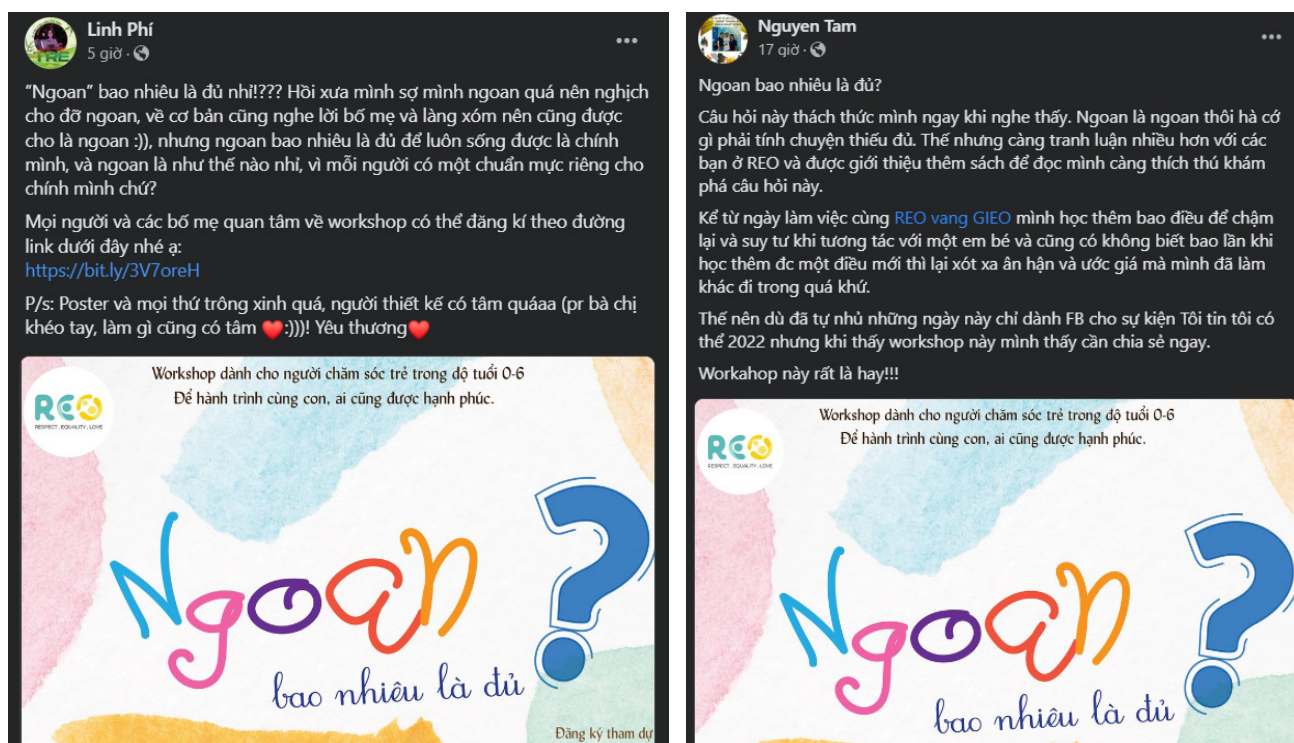 Linh Phí
5 giờ ·
"Ngoan" bao nhiêu là đủ nhỉ!??? Hồi xưa mình sợ mình ngoan quá nên nghịch
cho đỡ ngoan, về cơ bản cũng nghe lời bố mẹ và làng xóm nên cũng được
cho là ngoan :)), nhưng ngoan bao nhiêu là đủ để luôn sống được là chính
mình, và ngoan là như thế nào nhỉ, vì mỗi người có một chuẩn mực riêng cho
chính mình chứ?
Mọi người và các bố mẹ quan tâm về workshop có thể đăng kí theo đường
link dưới đây nhé ạ:
https://bit.ly/3V7oreH
P/s: Poster và mọi thứ trông xinh quá, người thiết kế có tâm quáaa (pr bà chị
khéo tay, làm gì cũng có tâm ❤:)))! Yêu thương❤
Workshop dành cho người chăm sóc trẻ trong độ tuổi 0-6
Để hành trình cùng con, ai cũng được hạnh phúc.
REO
RESPECT . EQUALITY . LOVE
Ngoan ?
bao nhiêu là đủ
Đăng ký tham dự
TRE
Nguyen Tam
17 giờ ·
Ngoan bao nhiêu là đủ?
Câu hỏi này thách thức mình ngay khi nghe thấy. Ngoan là ngoan thôi hà cớ
gì phải tính chuyện thiếu đủ. Thế nhưng càng tranh luận nhiều hơn với các
bạn ở REO và được giới thiệu thêm sách để đọc mình càng thích thú khám
phá câu hỏi này.
Kể từ ngày làm việc cùng REO vang GIEO mình học thêm bao điều để chậm
lại và suy tư khi tương tác với một em bé và cũng có không biết bao lần khi
học thêm đc một điều mới thì lại xót xa ân hận và ước giá mà mình đã làm
khác đi trong quá khứ.
Thế nên dù đã tự nhủ những ngày này chỉ dành FB cho sự kiện Tôi tin tôi có
thể 2022 nhưng khi thấy workshop này mình thấy cần chia sẻ ngay.
Workahop này rất là hay!!!
Workshop dành cho người chăm sóc trẻ trong độ tuổi 0-6
Để hành trình cùng con, ai cũng được hạnh phúc.
REO
RESPECT . EQUALITY . LOVE
Ngoan ?
bao nhiêu là đủ